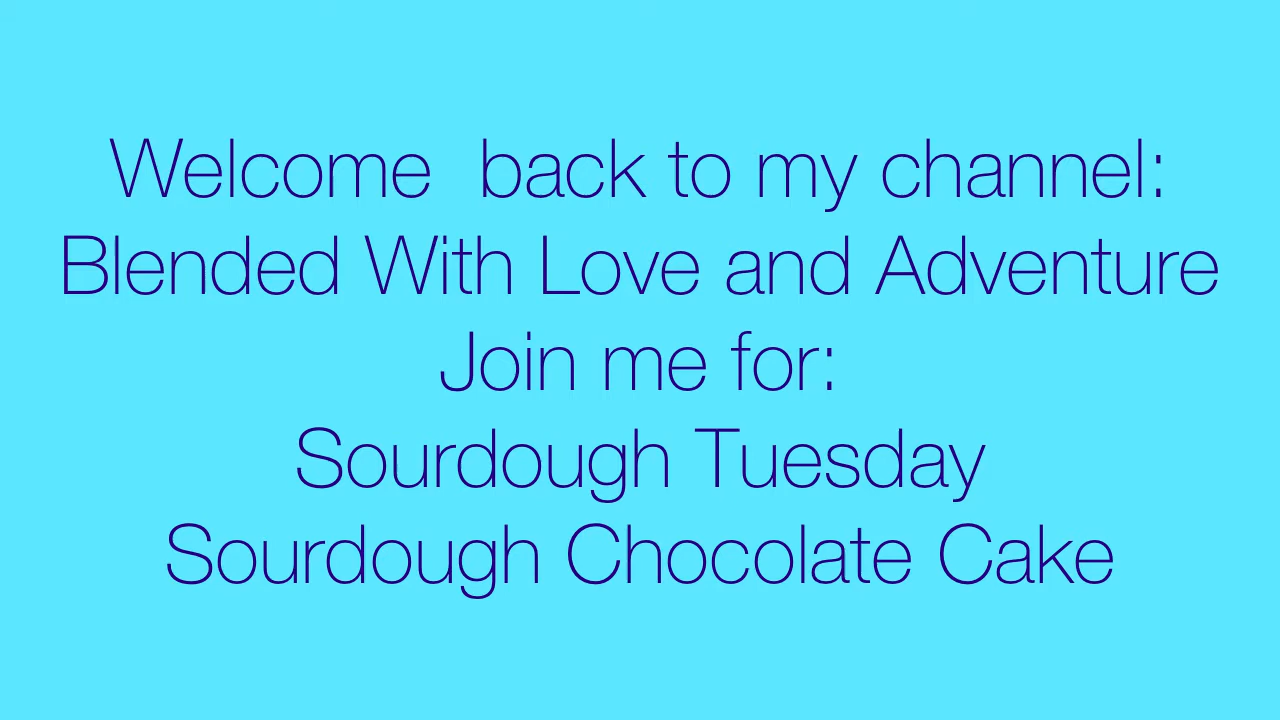 Welcome  back to my channel:
Blended With Love and Adventure
Join me for:
Sourdough Tuesday
Sourdough Chocolate Cake